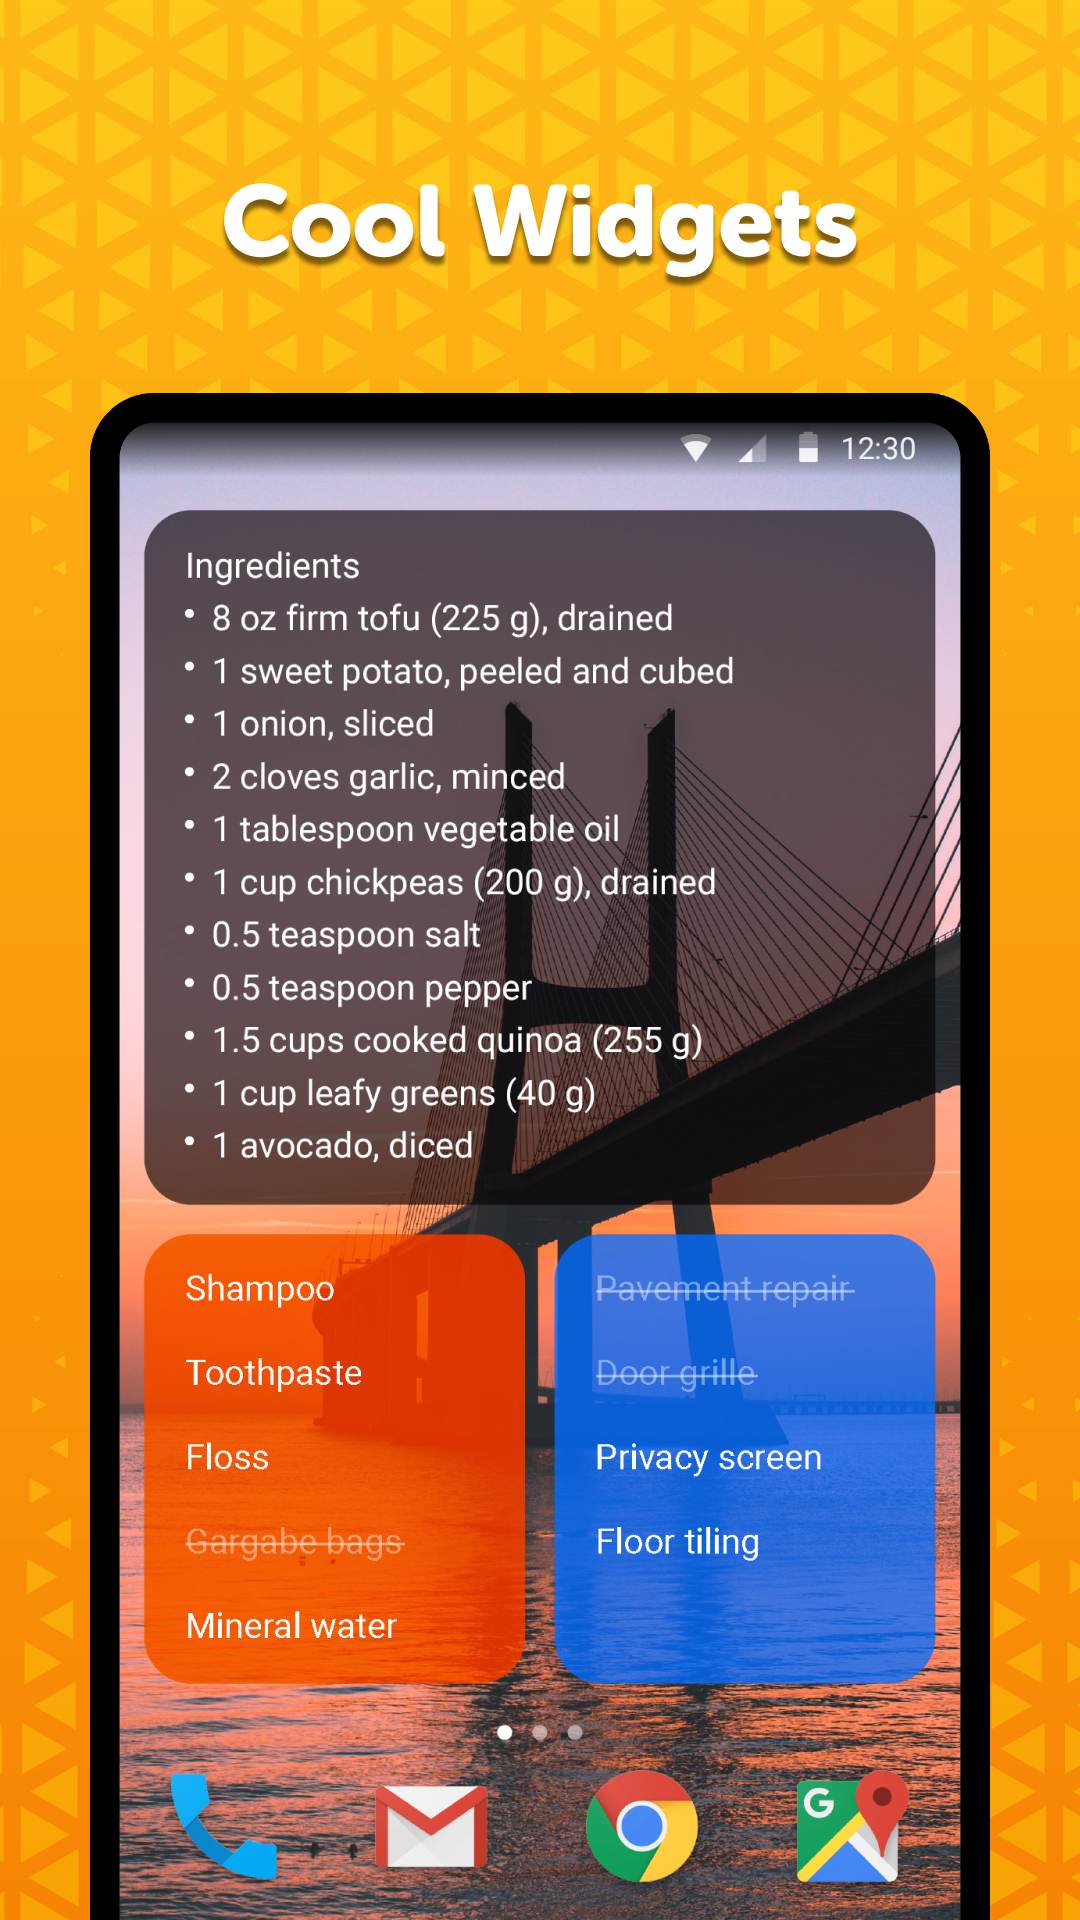 Cool Widgets
12:30
Ingredients
• 8 oz firm tofu (225 g), drained
• 1 sweet potato, peeled and cubed
• 1 onion, sliced
• 2 cloves garlic, minced
• 1 tablespoon vegetable oil
• 1 cup chickpeas (200 g), drained
• 0.5 teaspoon salt
• 0.5 teaspoon pepper
• 1.5 cups cooked quinoa (255 g)
• 1 cup leafy greens (40 g)
• 1 avocado, diced
Shampoo
Toothpaste
Floss
Gargabe bags
Mineral water
Pavement repair
Door grille
Privacy screen
Floor tiling
G